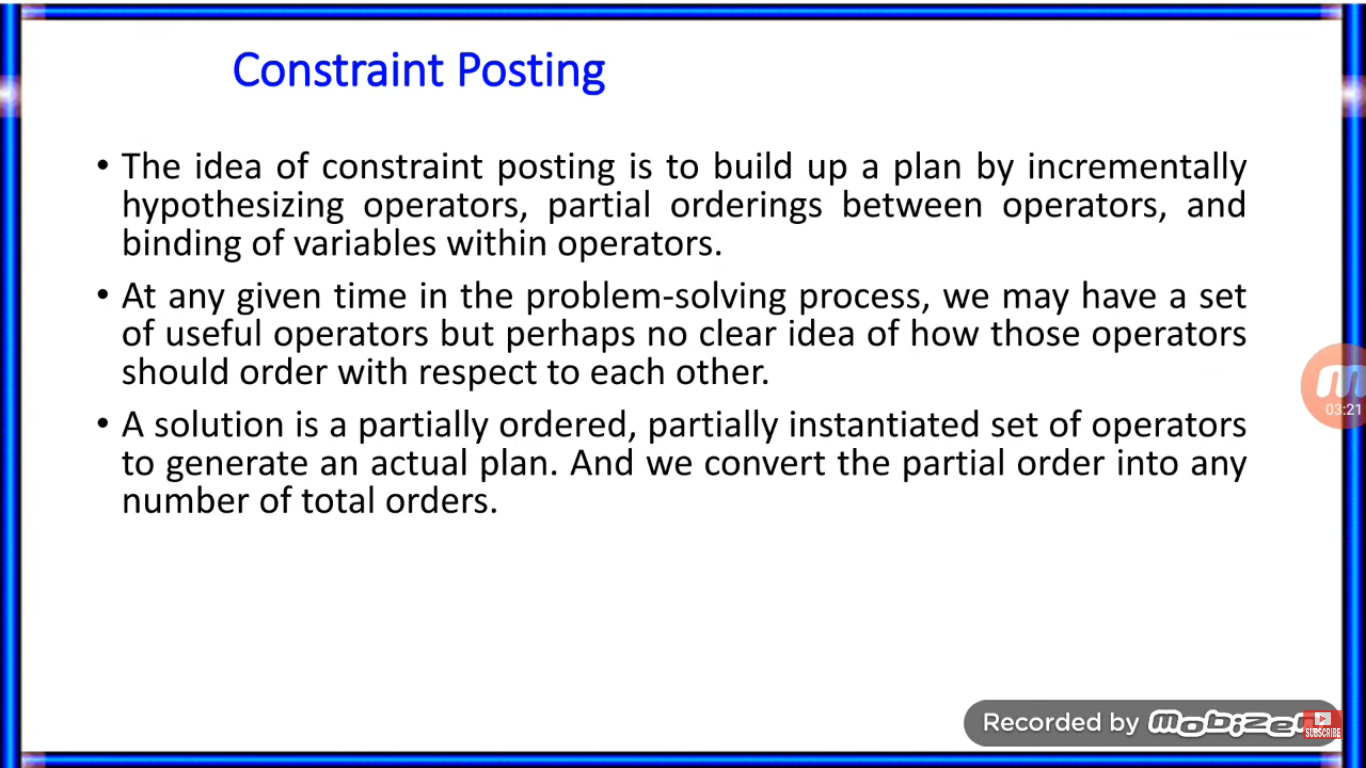 Constraint Posting
• The idea of constraint posting is to build up a plan by incrementally
hypothesizing operators, partial orderings between operators, and
binding of variables within operators.
• At any given time in the problem-solving process, we may have a set
of useful operators but perhaps no clear idea of how those operators
should order with respect to each other.
• A solution is a partially ordered, partially instantiated set of operators
to generate an actual plan. And we convert the partial order into any
number of total orders.
03:21
Recorded by mobizen
SUBSCRIBE